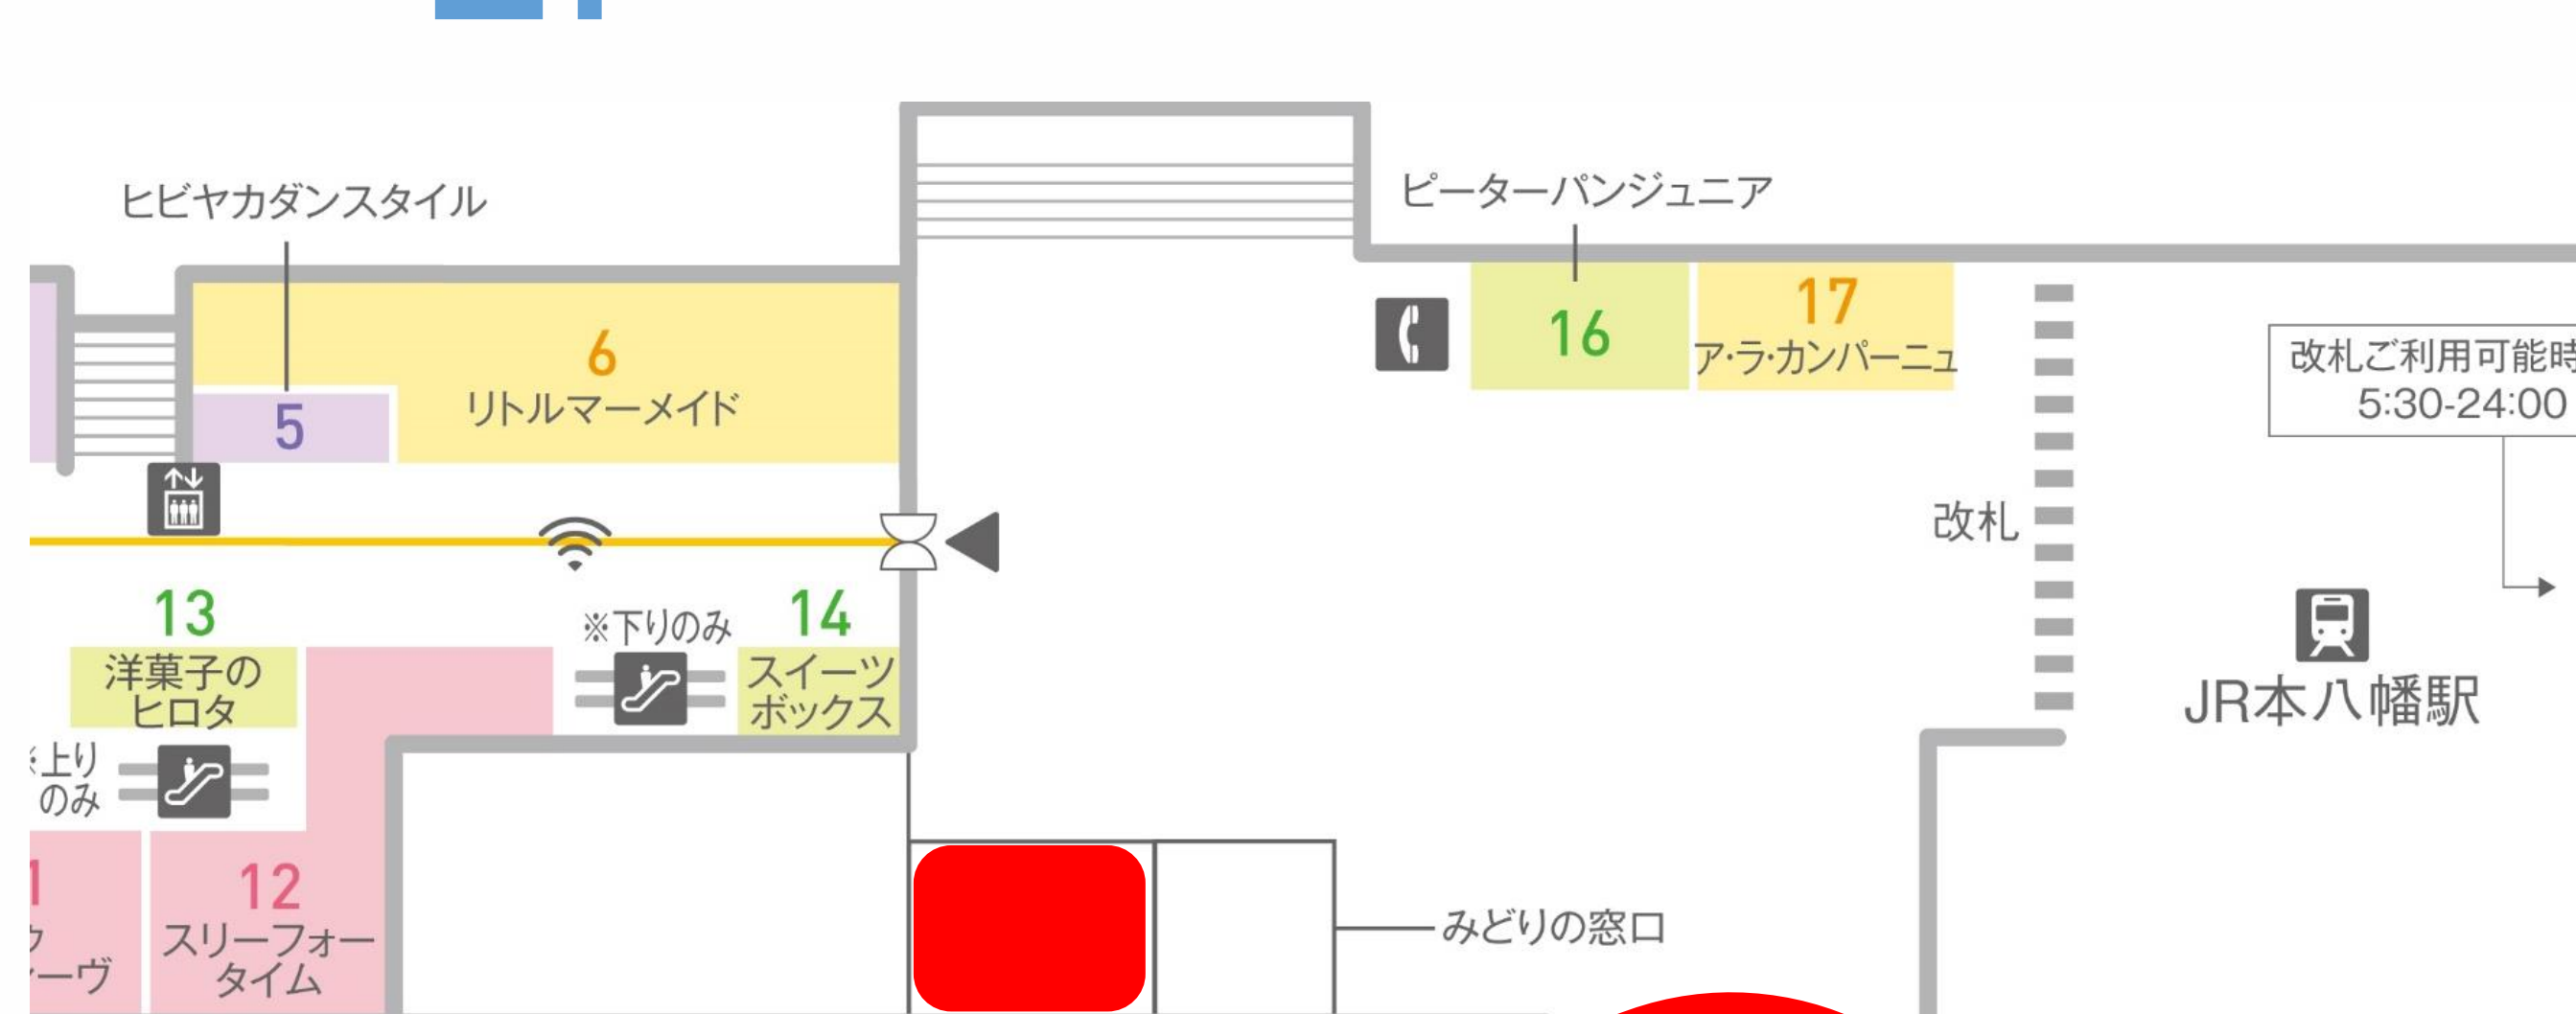 ヒビヤカダンスタイル
ピーターパンジュニア
6
リトルマーメイド
5
16
17
ア・ラ・カンパーニュ
改札ご利用可能時
5:30-24:00
改札
13
洋菓子の
ヒロタ
※下りのみ
14
スイーツ
ボックス
JR本八幡駅
※上り
のみ
12
スリーフォー
タイム
ーヴ
みどりの窓口